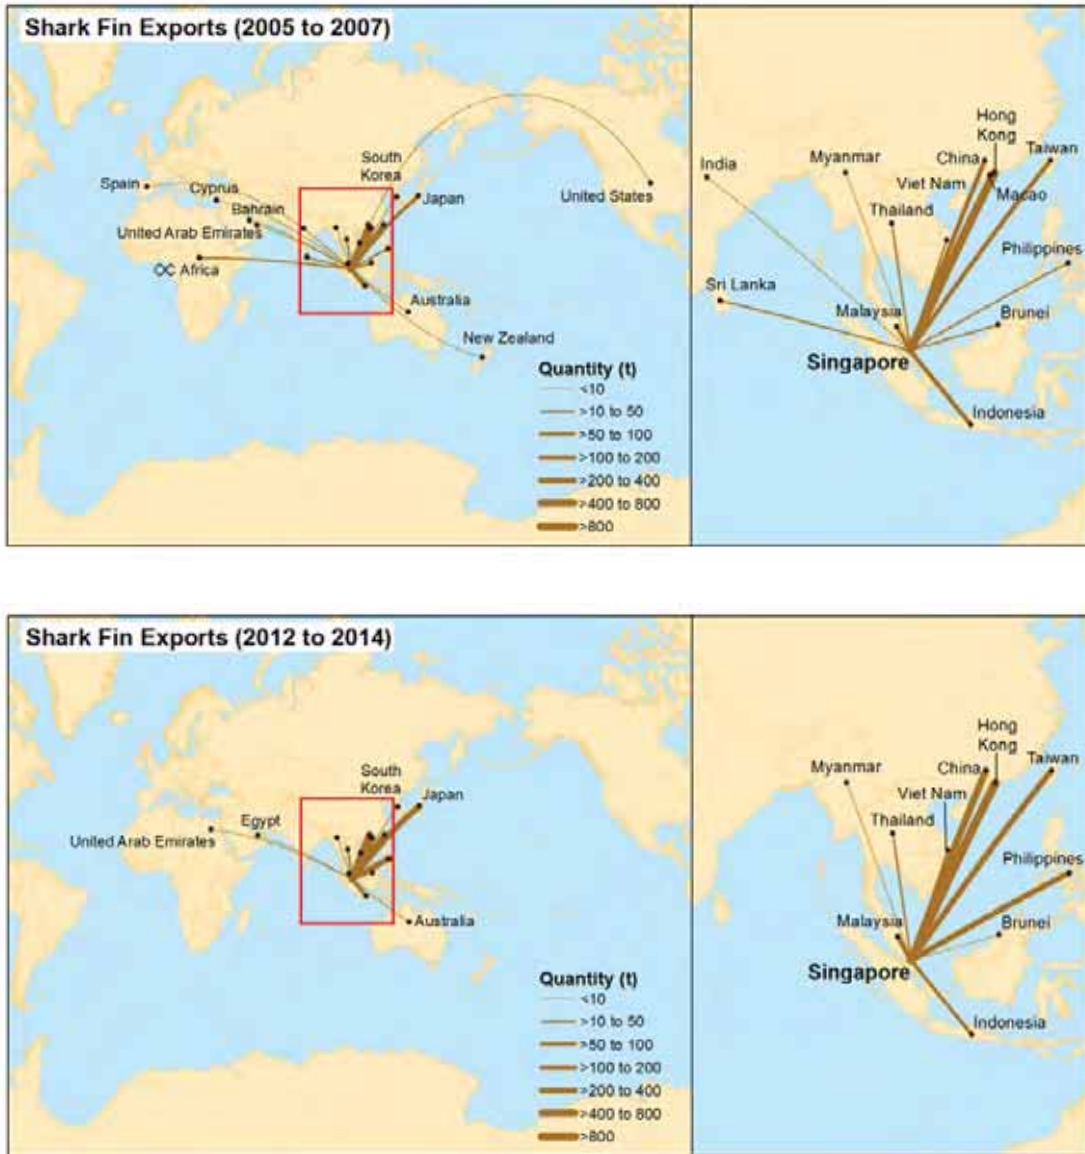 Shark Fin Exports (2005 to 2007)
South
Korea
Japan
United States
Spain
Cyprus
Bahrain
United Arab Emirates
OC Africa
Australia
New Zealand
Quantity (t)
<10
>10 to 50
>50 to 100
>100 to 200
>200 to 400
>400 to 800
>800
Hong
Kong
India
Myanmar
China
Taiwan
Viet Nam
Macao
Thailand
Philippines
Sri Lanka
Malaysia
Brunei
Singapore
Indonesia
Shark Fin Exports (2012 to 2014)
South
Korea
Japan
Egypt
United Arab Emirates
Australia
Quantity (t)
<10
>10 to 50
>50 to 100
>100 to 200
>200 to 400
>400 to 800
>800
Hong
Kong
Myanmar
China
Taiwan
Viet Nam
Thailand
Philippines
Malaysia
Brunei
Singapore
Indonesia